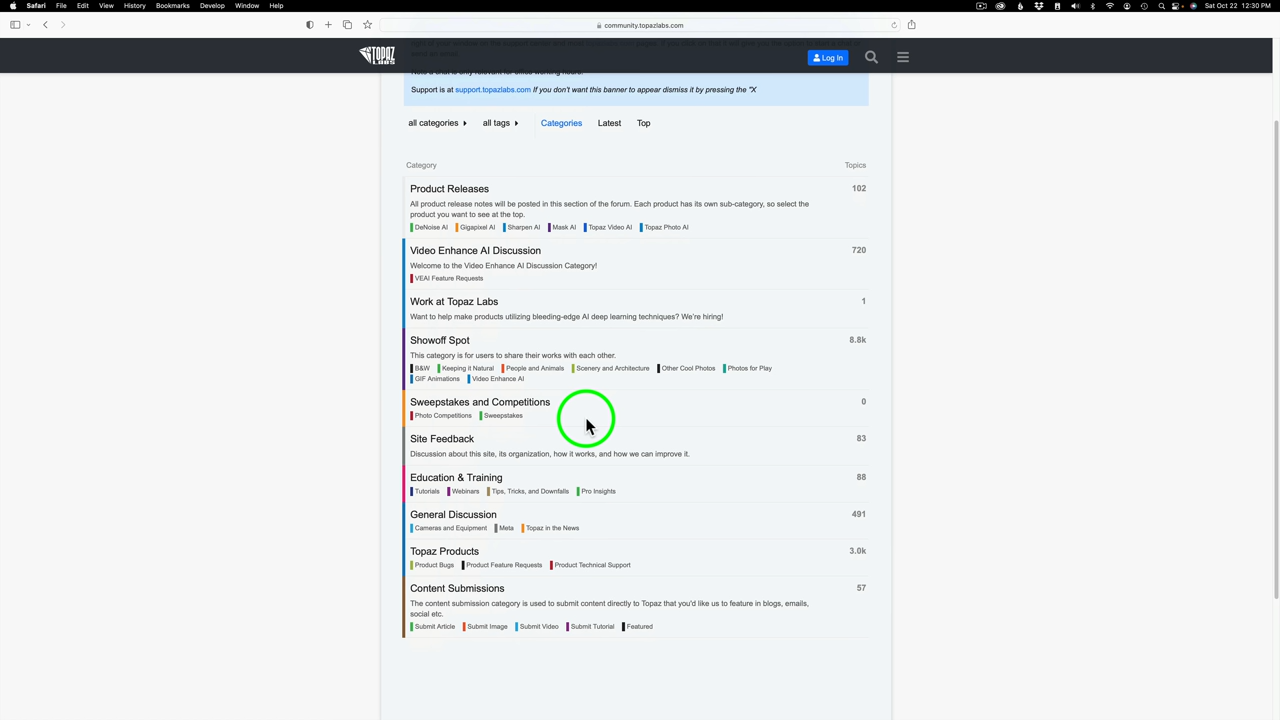 Safari File Edit View History Bookmarks Develop Window Help Sat Oct 22 12:30 PM
community.topazlabs.com
TOPAZ LABS Log In
Support is at support.topazlabs.com If you don't want this banner to appear dismiss it by pressing the "X
all categories all tags Categories Latest Top
Category Topics
Product Releases 102
All product release notes will be posted in this section of the forum. Each product has its own sub-category, so select the
product you want to see at the top.
DeNoise AI Gigapixel AI Sharpen AI Mask AI Topaz Video AI Topaz Photo AI
Video Enhance AI Discussion 720
Welcome to the Video Enhance AI Discussion Category!
VEAI Feature Requests
Work at Topaz Labs 1
Want to help make products utilizing bleeding-edge AI deep learning techniques? We're hiring!
Showoff Spot 8.8k
This category is for users to share their works with each other.
B&W Keeping it Natural People and Animals Scenery and Architecture Other Cool Photos Photos for Play
GIF Animations Video Enhance AI
Sweepstakes and Competitions 0
Photo Competitions Sweepstakes
Site Feedback 83
Discussion about this site, its organization, how it works, and how we can improve it.
Education & Training 88
Tutorials Webinars Tips, Tricks, and Downfalls Pro Insights
General Discussion 491
Cameras and Equipment Meta Topaz in the News
Topaz Products 3.0k
Product Bugs Product Feature Requests Product Technical Support
Content Submissions 57
The content submission category is used to submit content directly to Topaz that you'd like us to feature in blogs, emails,
social etc.
Submit Article Submit Image Submit Video Submit Tutorial Featured